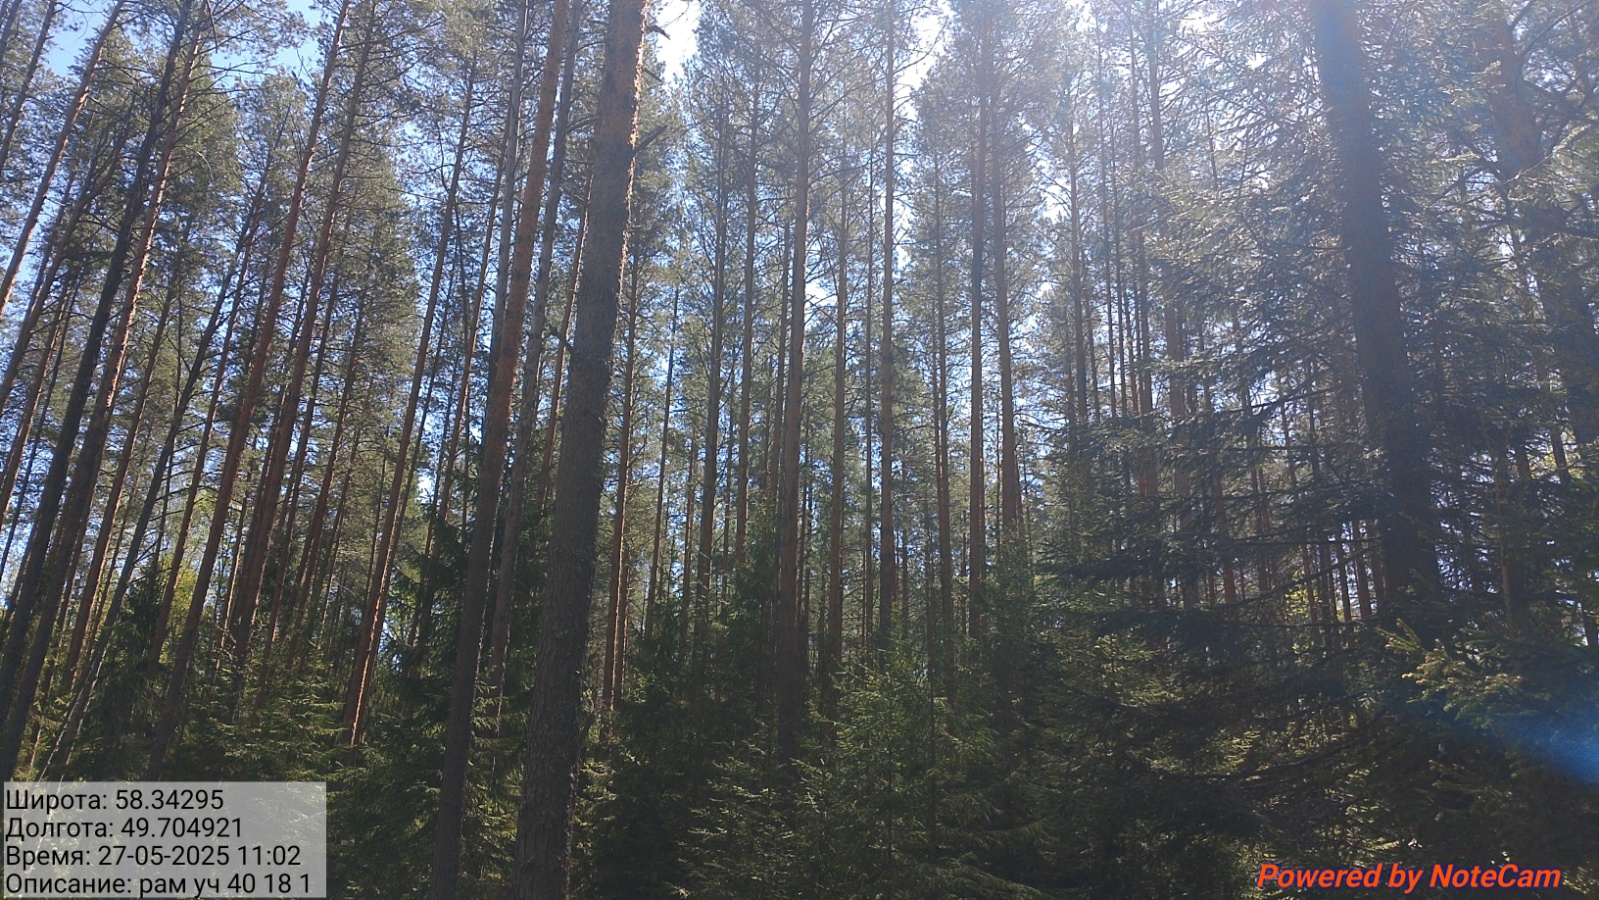 Широта: 58.34295
Долгота: 49.704921
Время: 27-05-2025 11:02
Описание: рам уч 40 18 1
Powered by NoteCam